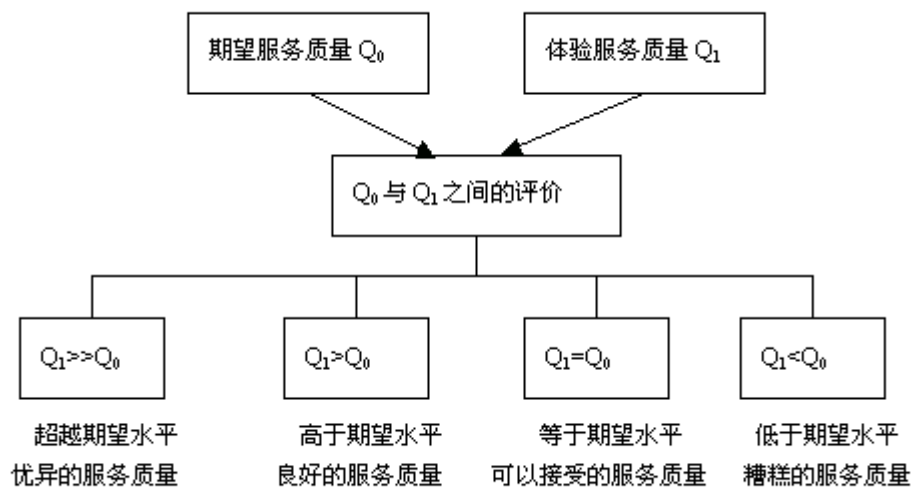 期望服务质量 Q₀
体验服务质量 Q₁
Q₀ 与 Q₁ 之间的评价
Q₁>>Q₀
Q₁>Q₀
Q₁=Q₀
Q₁<Q₀
超越期望水平
高于期望水平
等于期望水平
低于期望水平
优异的服务质量
良好的服务质量
可以接受的服务质量
糟糕的服务质量